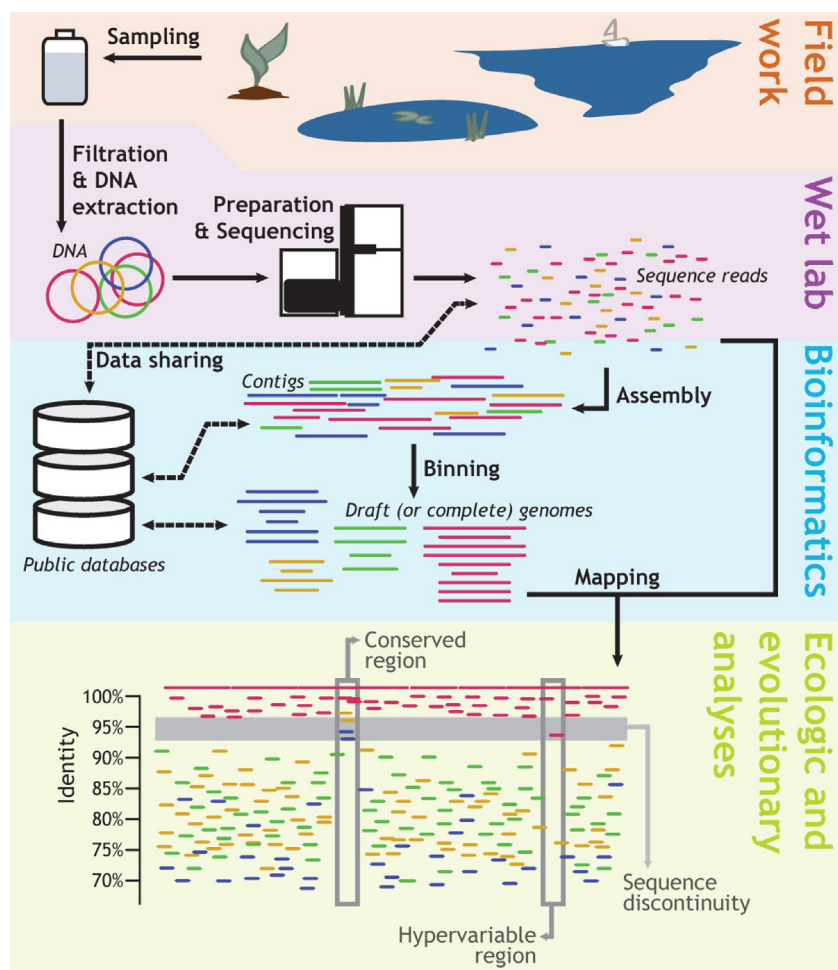 Sampling
Field
work
Filtration
& DNA
extraction
Preparation
& Sequencing
Wet lab
DNA
Sequence reads
Data sharing
Bioinformatics
Contigs
Assembly
Binning
Draft (or complete) genomes
Public databases
Mapping
Ecologic and
evolutionary
analyses
Conserved
region
100%
95%
90%
85%
80%
75%
70%
Identity
Sequence
discontinuity
Hypervariable
region